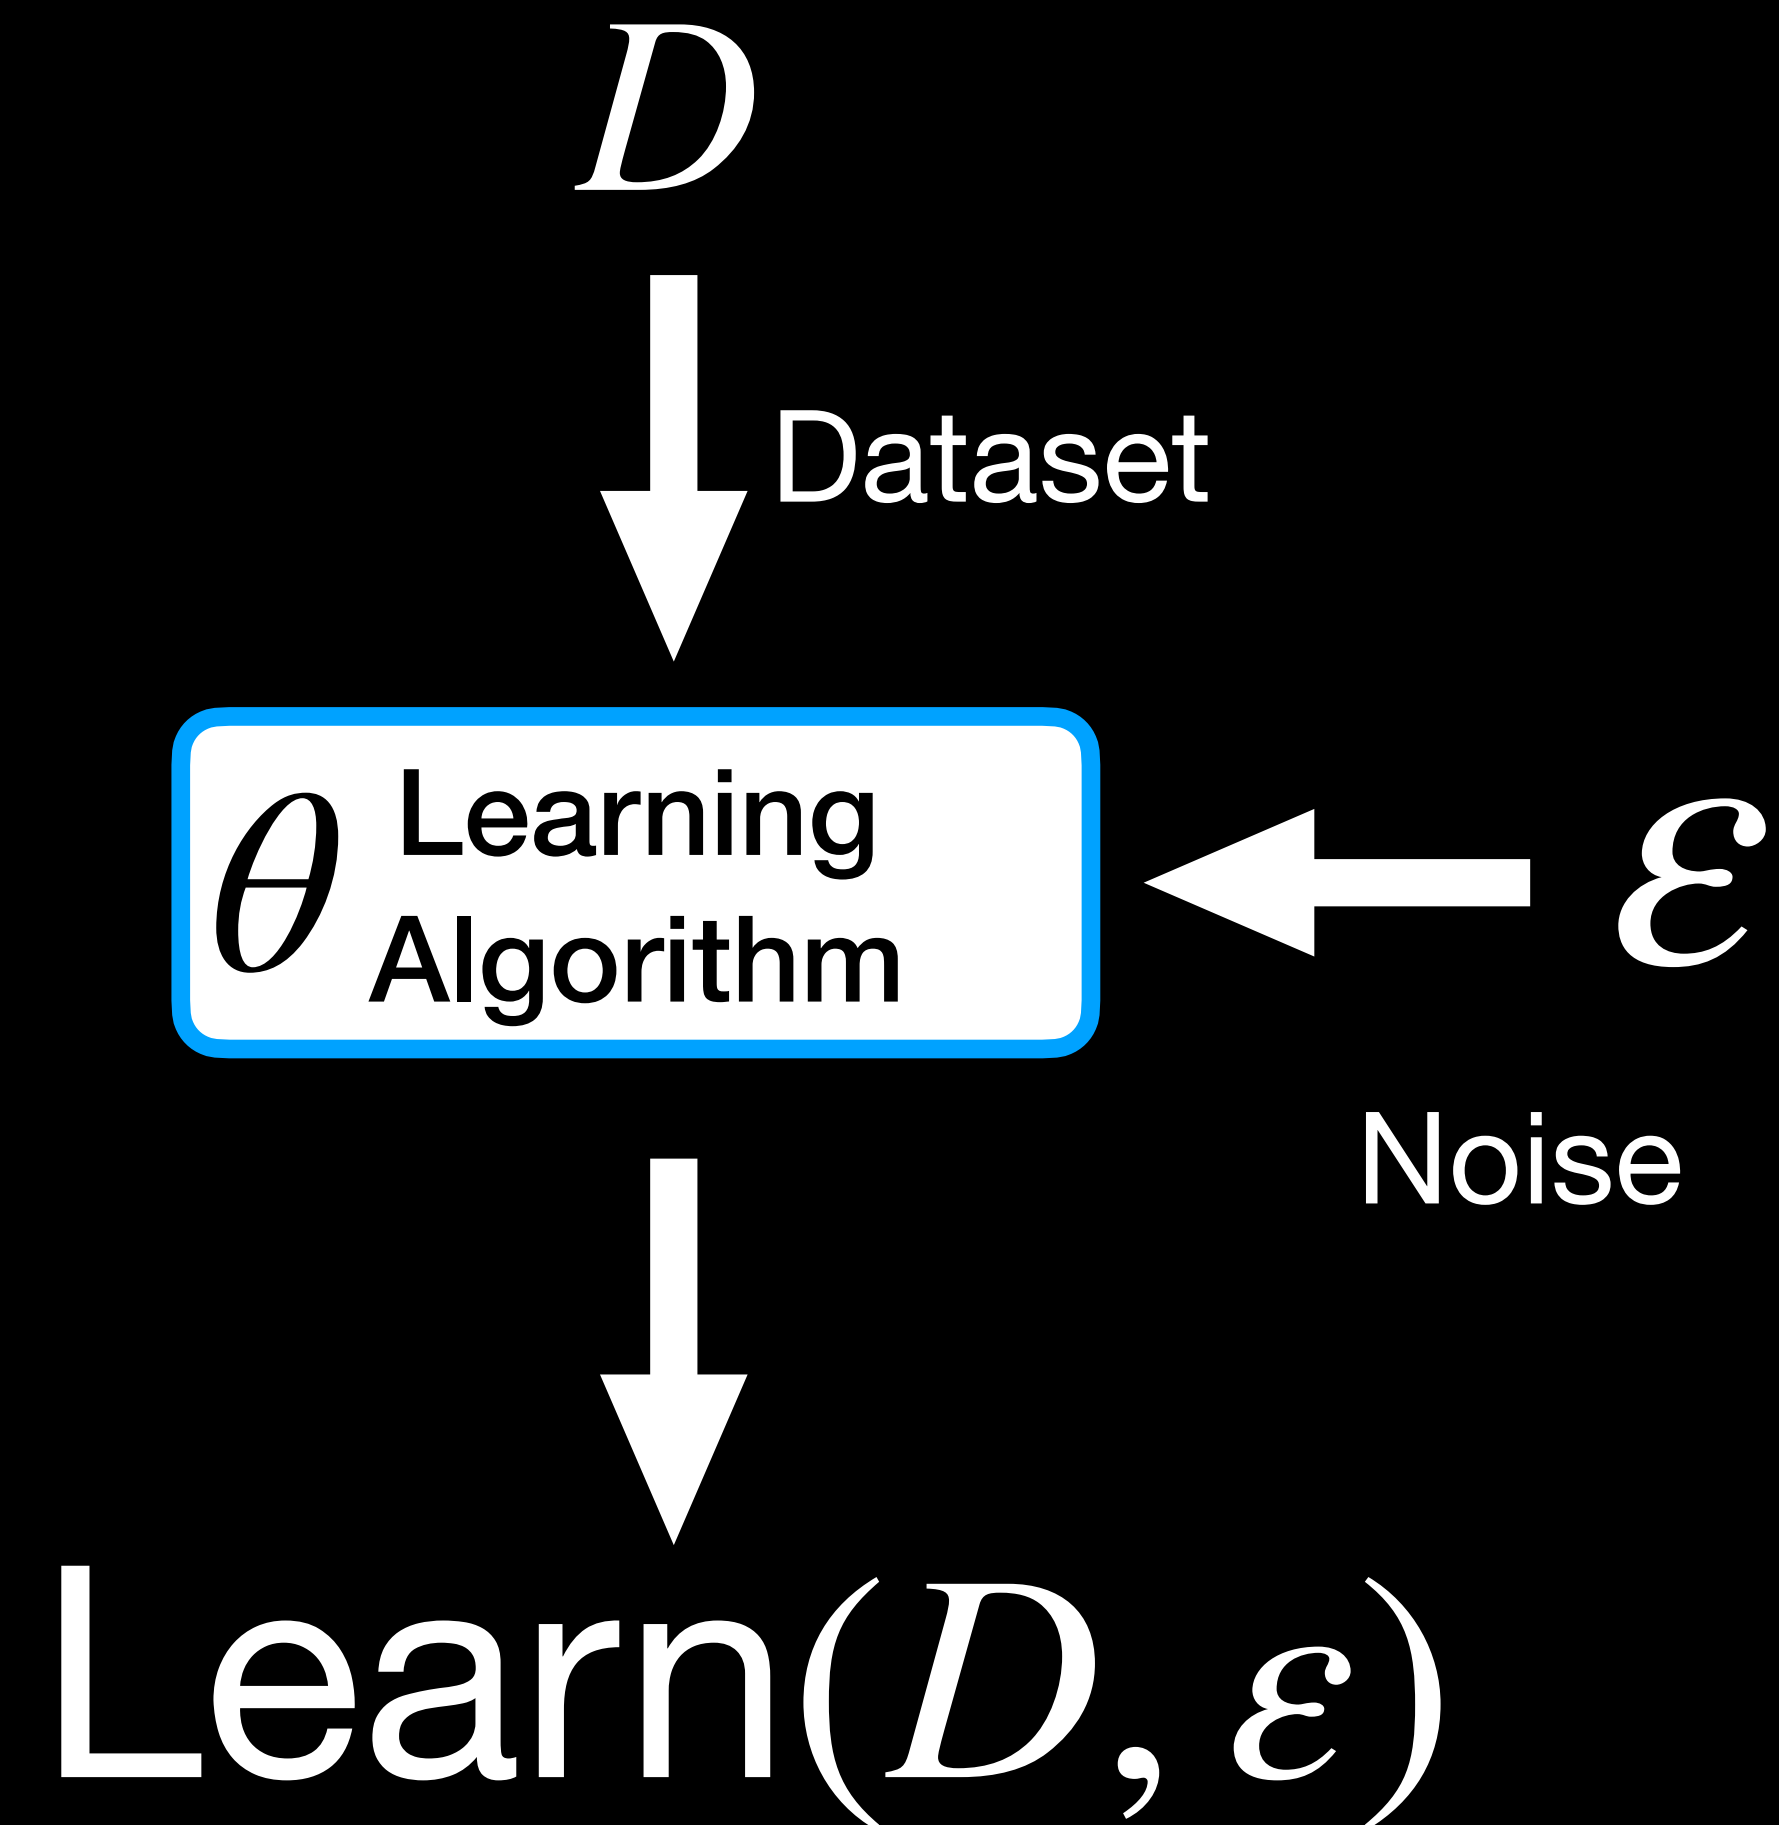 D
Dataset
θ Learning
Algorithm
ε
Noise
Learn(D, ε)